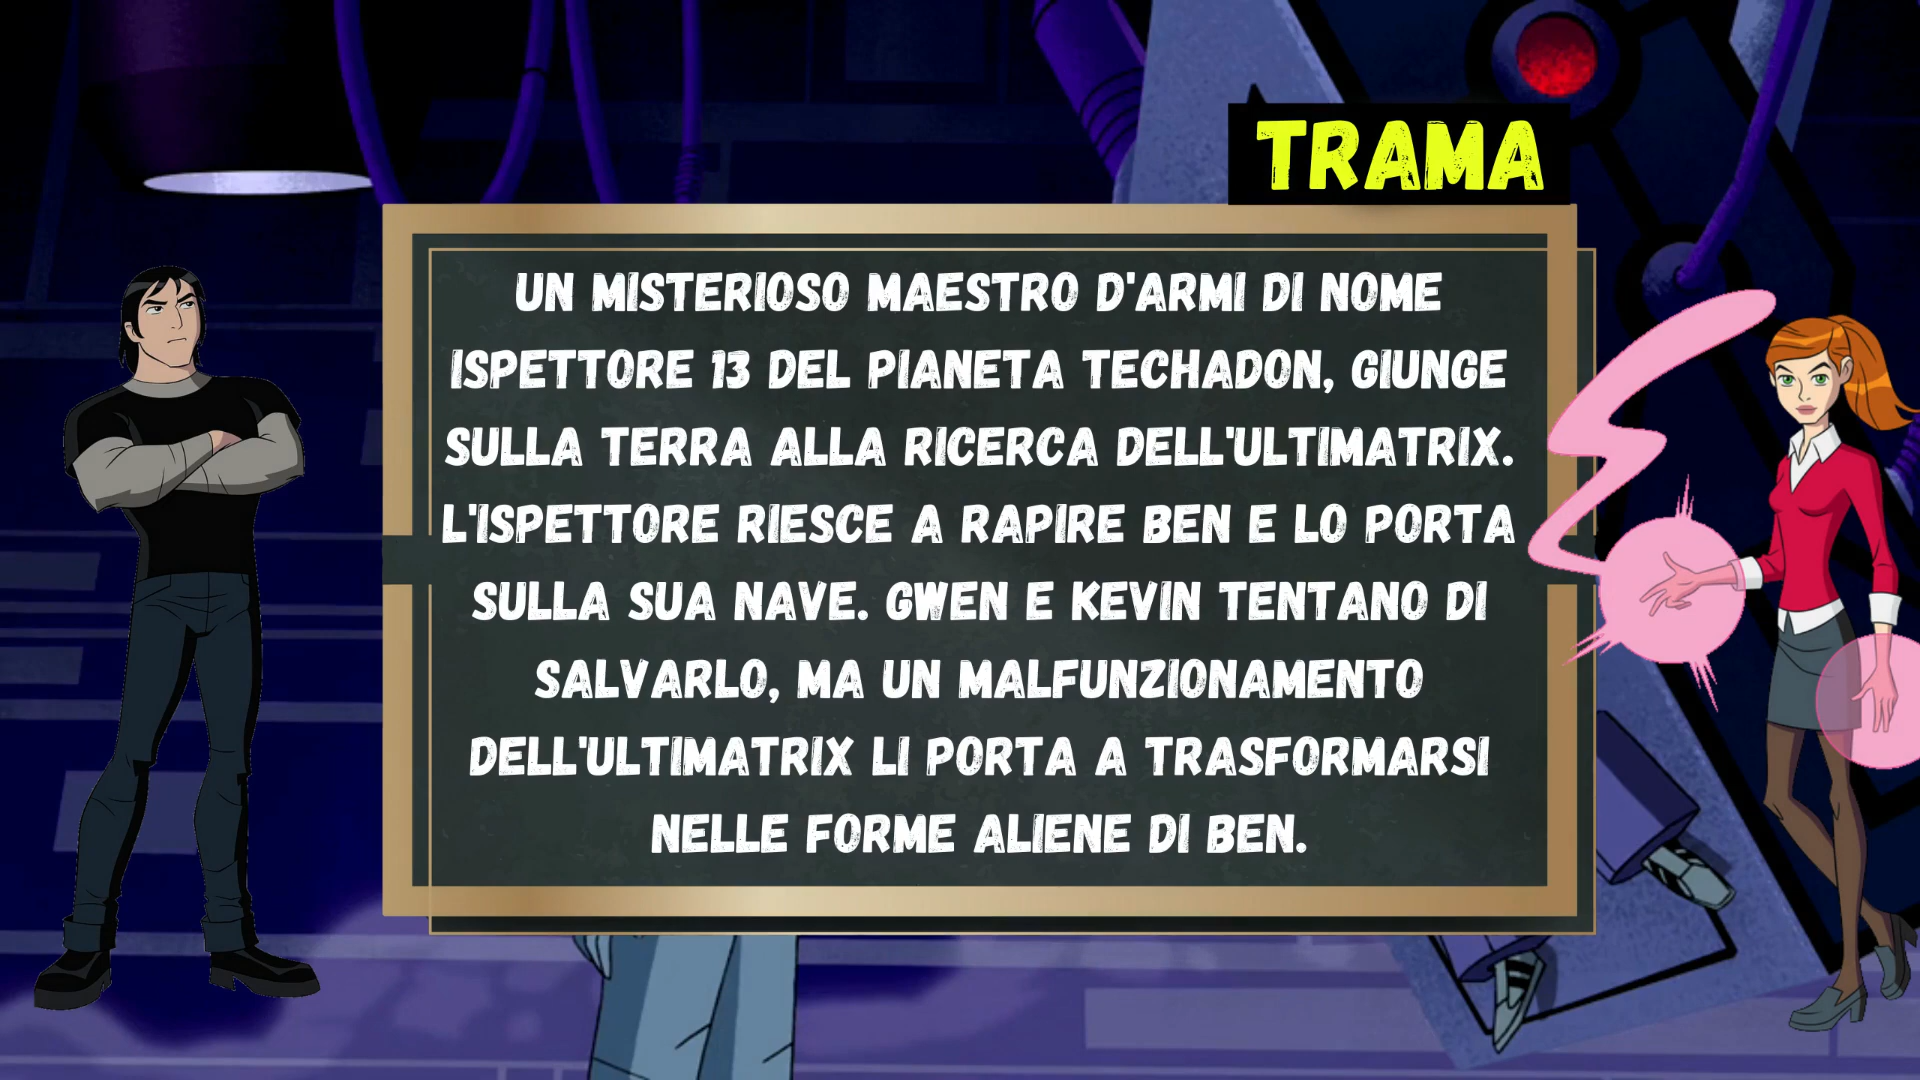 TRAMA
UN MISTERIOSO MAESTRO D'ARMI DI NOME
ISPETTORE 13 DEL PIANETA TECHADON, GIUNGE
SULLA TERRA ALLA RICERCA DELL'ULTIMATRIX.
L'ISPETTORE RIESCE A RAPIRE BEN E LO PORTA
SULLA SUA NAVE. GWEN E KEVIN TENTANO DI
SALVARLO, MA UN MALFUNZIONAMENTO
DELL'ULTIMATRIX LI PORTA A TRASFORMARSI
NELLE FORME ALIENE DI BEN.